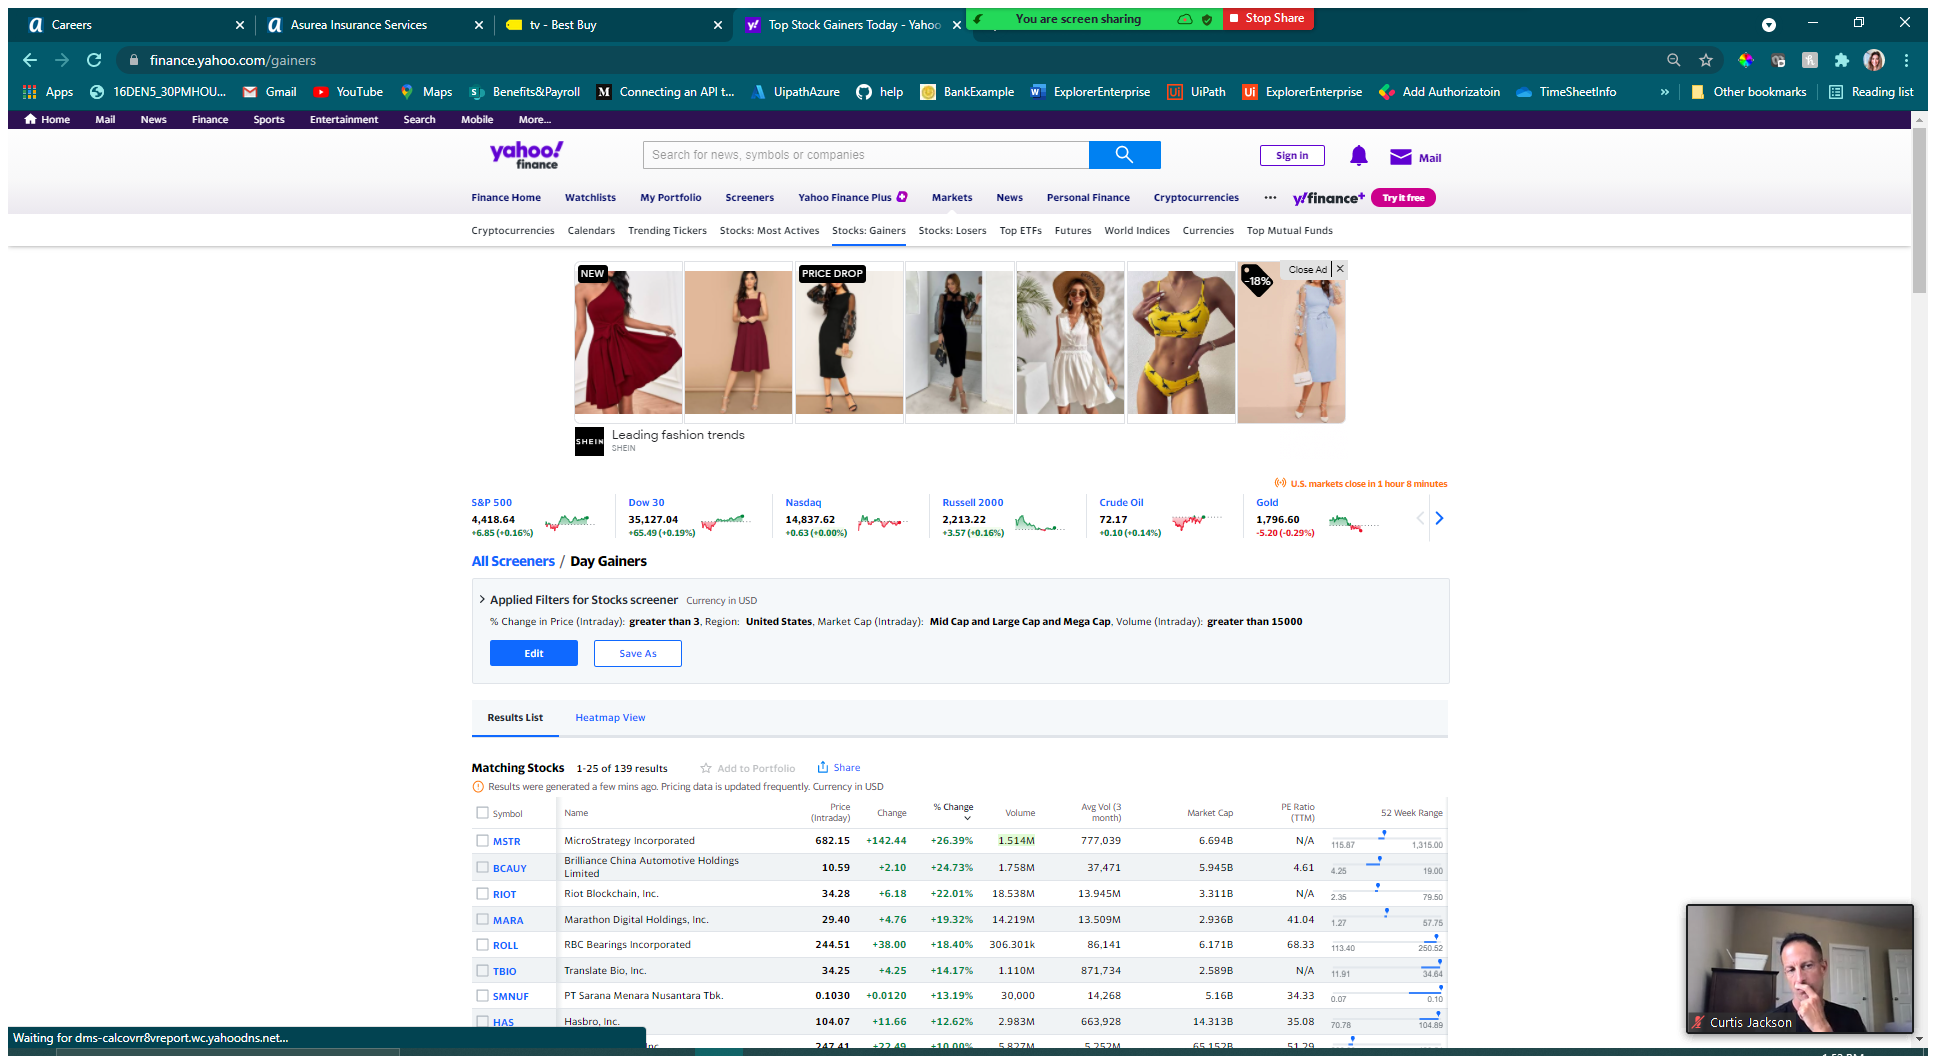 Careers
Asurea Insurance Services
tv - Best Buy
Top Stock Gainers Today - Yahoo
You are screen sharing
Stop Share
finance.yahoo.com/gainers
Apps
16DEN5_30PMHOU...
Gmail
YouTube
Maps
Benefits&Payroll
Connecting an API t...
UipathAzure
help
BankExample
ExplorerEnterprise
UiPath
ExplorerEnterprise
Add Authorizatoin
TimeSheetInfo
»
Other bookmarks
Reading list
Home Mail News Finance Sports Entertainment Search Mobile More...
yahoo!
finance
Search for news, symbols or companies
Sign in
Mail
Finance Home Watchlists My Portfolio Screeners Yahoo Finance Plus Markets News Personal Finance Cryptocurrencies ... y!finance+ Try it free
Cryptocurrencies Calendars Trending Tickers Stocks: Most Actives Stocks: Gainers Stocks: Losers Top ETFs Futures World Indices Currencies Top Mutual Funds
NEW
PRICE DROP
-18%
Close Ad
SHEIN
Leading fashion trends
SHEIN
U.S. markets close in 1 hour 8 minutes
S&P 500 Dow 30 Nasdaq Russell 2000 Crude Oil Gold
4,418.64 35,127.04 14,837.62 2,213.22 72.17 1,796.60
+6.85 (+0.16%) +65.49 (+0.19%) +0.63 (+0.00%) +3.57 (+0.16%) +0.10 (+0.14%) -5.20 (-0.29%)
All Screeners / Day Gainers
Applied Filters for Stocks screener Currency in USD
% Change in Price (Intraday): greater than 3, Region: United States, Market Cap (Intraday): Mid Cap and Large Cap and Mega Cap, Volume (Intraday): greater than 15000
Edit Save As
Results List Heatmap View
Matching Stocks 1-25 of 139 results Add to Portfolio Share
Results were generated a few mins ago. Pricing data is updated frequently. Currency in USD
Symbol Name Price (Intraday) Change % Change Volume Avg Vol (3 month) Market Cap PE Ratio (TTM) 52 Week Range
MSTR MicroStrategy Incorporated 682.15 +142.44 +26.39% 1.514M 777,039 6.694B N/A 115.87 1,315.00
BCAUY Brilliance China Automotive Holdings Limited 10.59 +2.10 +24.73% 1.758M 37,471 5.945B 4.61 4.25 19.00
RIOT Riot Blockchain, Inc. 34.28 +6.18 +22.01% 18.538M 13.945M 3.311B N/A 2.35 79.50
MARA Marathon Digital Holdings, Inc. 29.40 +4.76 +19.32% 14.219M 13.509M 2.936B 41.04 1.27 57.75
ROLL RBC Bearings Incorporated 244.51 +38.00 +18.40% 306.301k 86,141 6.171B 68.33 113.40 250.52
TBIO Translate Bio, Inc. 34.25 +4.25 +14.17% 1.110M 871,734 2.589B N/A 11.91 34.64
SMNUF PT Sarana Menara Nusantara Tbk. 0.1030 +0.0120 +13.19% 30,000 14,268 5.16B 34.33 0.07 0.10
HAS Hasbro, Inc. 104.07 +11.66 +12.62% 2.983M 663,928 14.313B 35.08 70.78 104.89
Inc. 247.41 +22.49 +10.00% 5.827M 5.252M 65.152B 51.29
Waiting for dms-calcovrr8vreport.wc.yahoodns.net...
Curtis Jackson